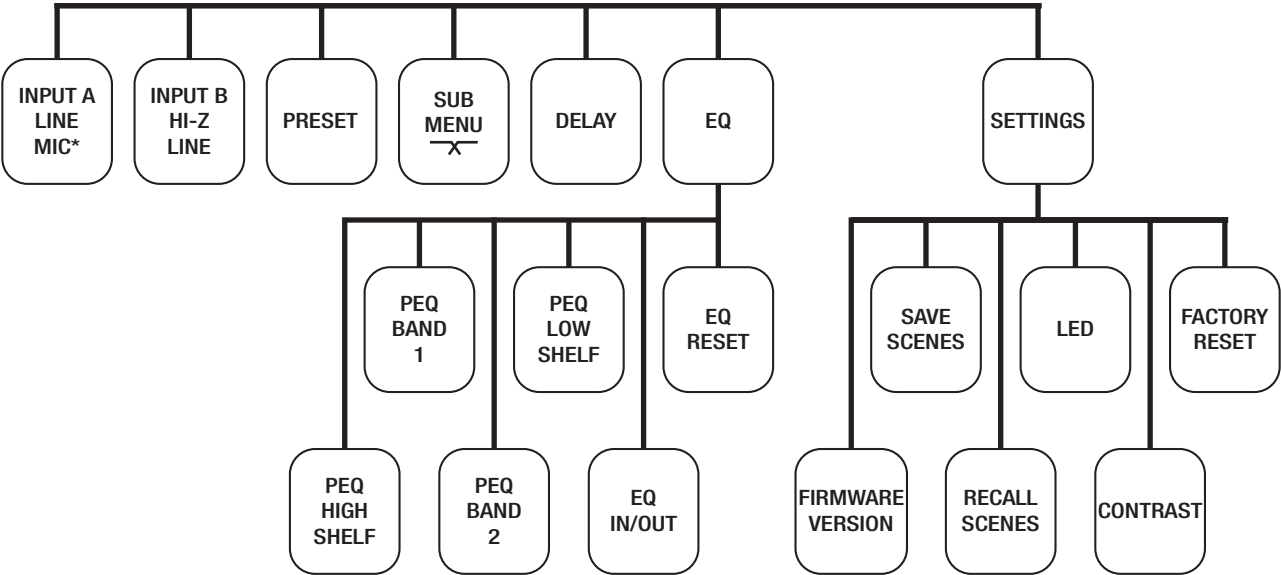 INPUT A
LINE
MIC*
INPUT B
HI-Z
LINE
PRESET
SUB
MENU
X
DELAY
EQ
SETTINGS
PEQ
BAND
1
PEQ
LOW
SHELF
EQ
RESET
SAVE
SCENES
LED
FACTORY
RESET
PEQ
HIGH
SHELF
PEQ
BAND
2
EQ
IN/OUT
FIRMWARE
VERSION
RECALL
SCENES
CONTRAST